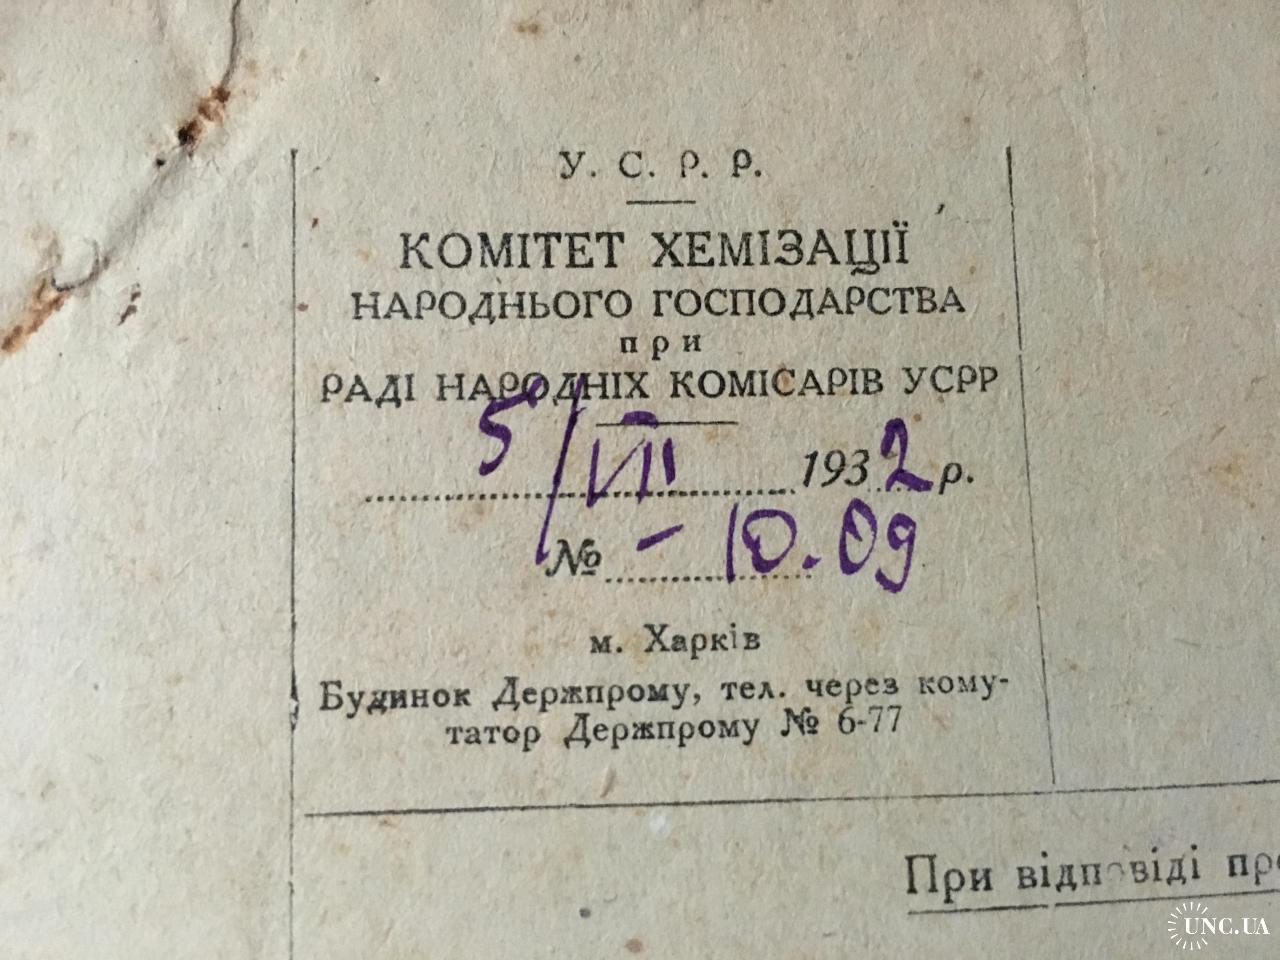 У. С. Р. Р.
КОМІТЕТ ХЕМІЗАЦІЇ
НАРОДНЬОГО ГОСПОДАРСТВА
при
РАДІ НАРОДНІХ КОМІСАРІВ УСРР
5/VII 1932 р.
№ - 10.09
м. Харків
Будинок Держпрому, тел. через кому-
татор Держпрому № 6-77
При відповіді
UNC.UA